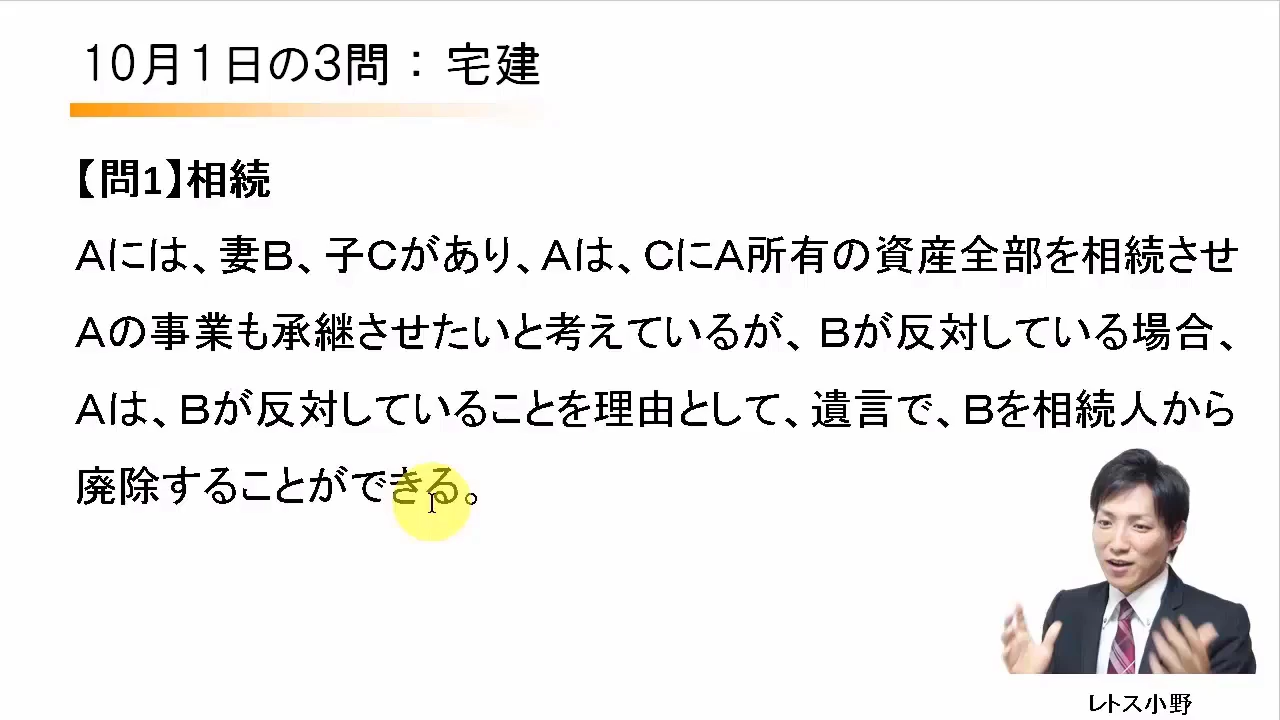 10月1日の3問：宅建
【問1】相続
Aには、妻B、子Cがあり、Aは、CにA所有の資産全部を相続させ
Aの事業も承継させたいと考えているが、Bが反対している場合、
Aは、Bが反対していることを理由として、遺言で、Bを相続人から
廃除することができる。
レトス小野